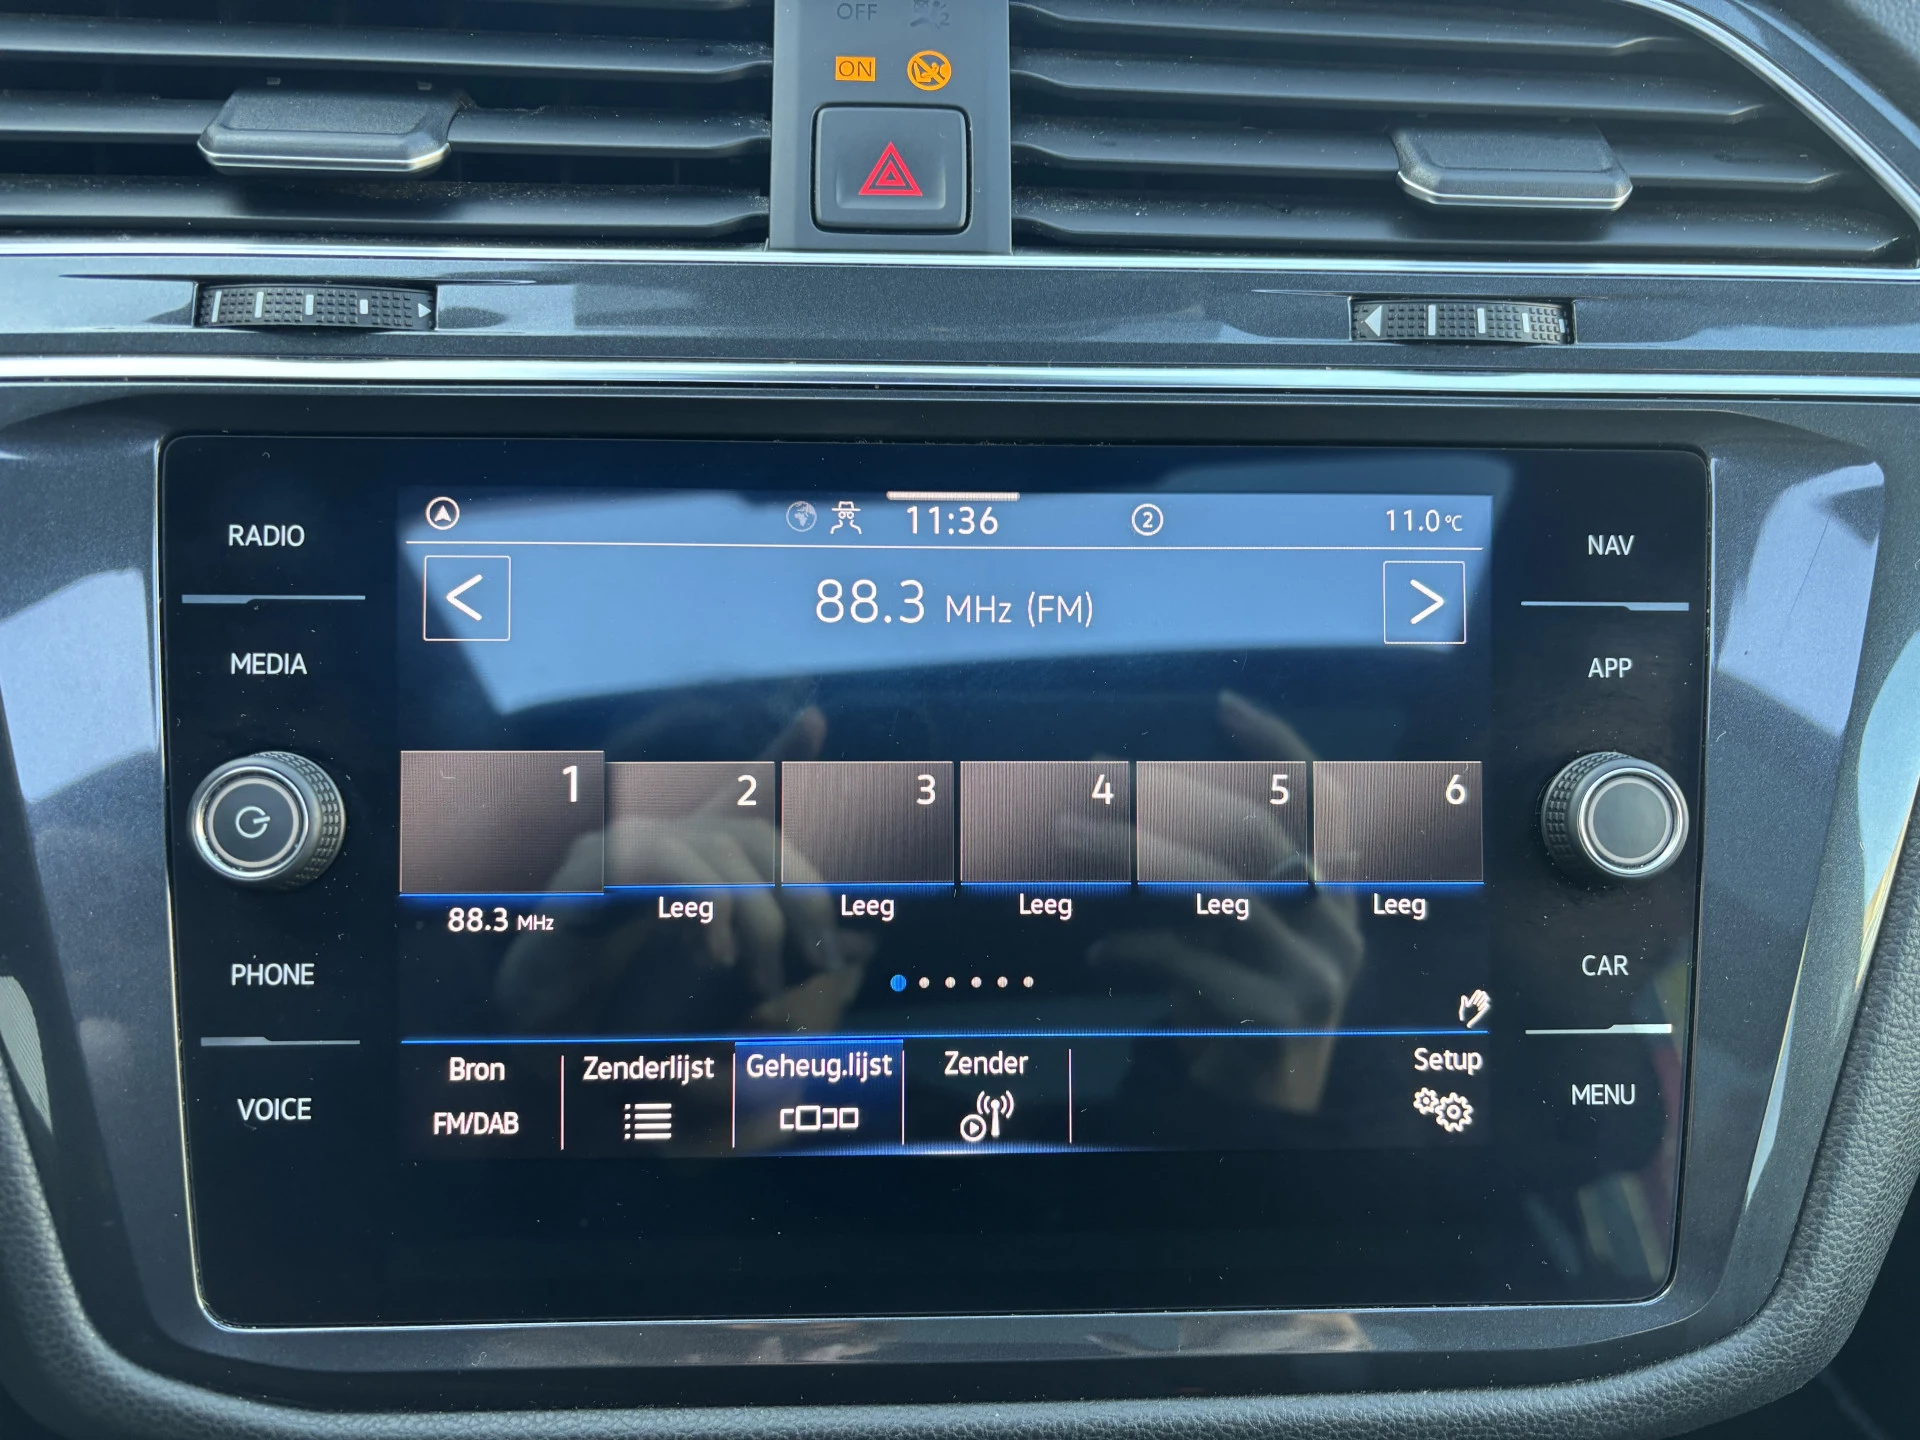 OFF
ON
RADIO
MEDIA
PHONE
VOICE
11:36
2
11.0 °C
88.3 MHz (FM)
1
2
3
4
5
6
88.3 MHz
Leeg
Leeg
Leeg
Leeg
Leeg
Bron
FM/DAB
Zenderlijst
Geheug.lijst
Zender
Setup
NAV
APP
CAR
MENU